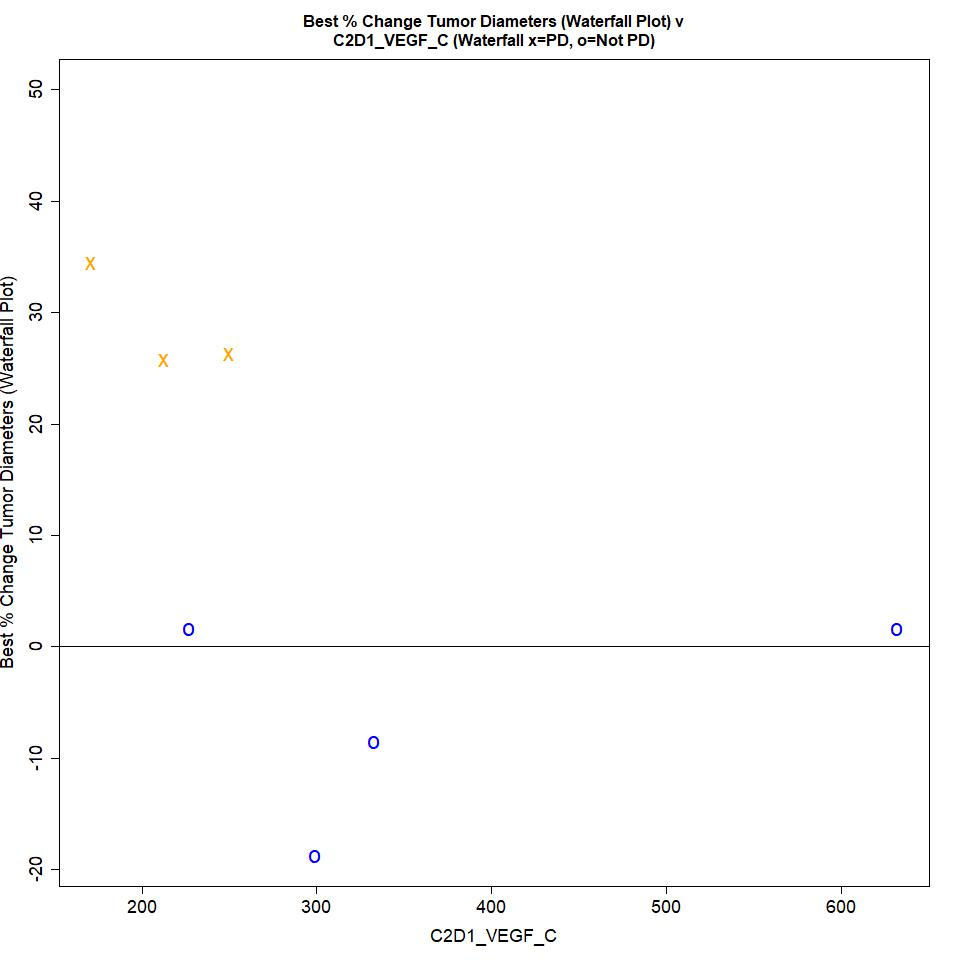 Best % Change Tumor Diameters (Waterfall Plot) v
C2D1_VEGF_C (Waterfall x=PD, o=Not PD)
Best % Change Tumor Diameters (Waterfall Plot)
50
40
30
20
10
0
-10
-20
x
x
x
o
o
o
o
200 300 400 500 600
C2D1_VEGF_C